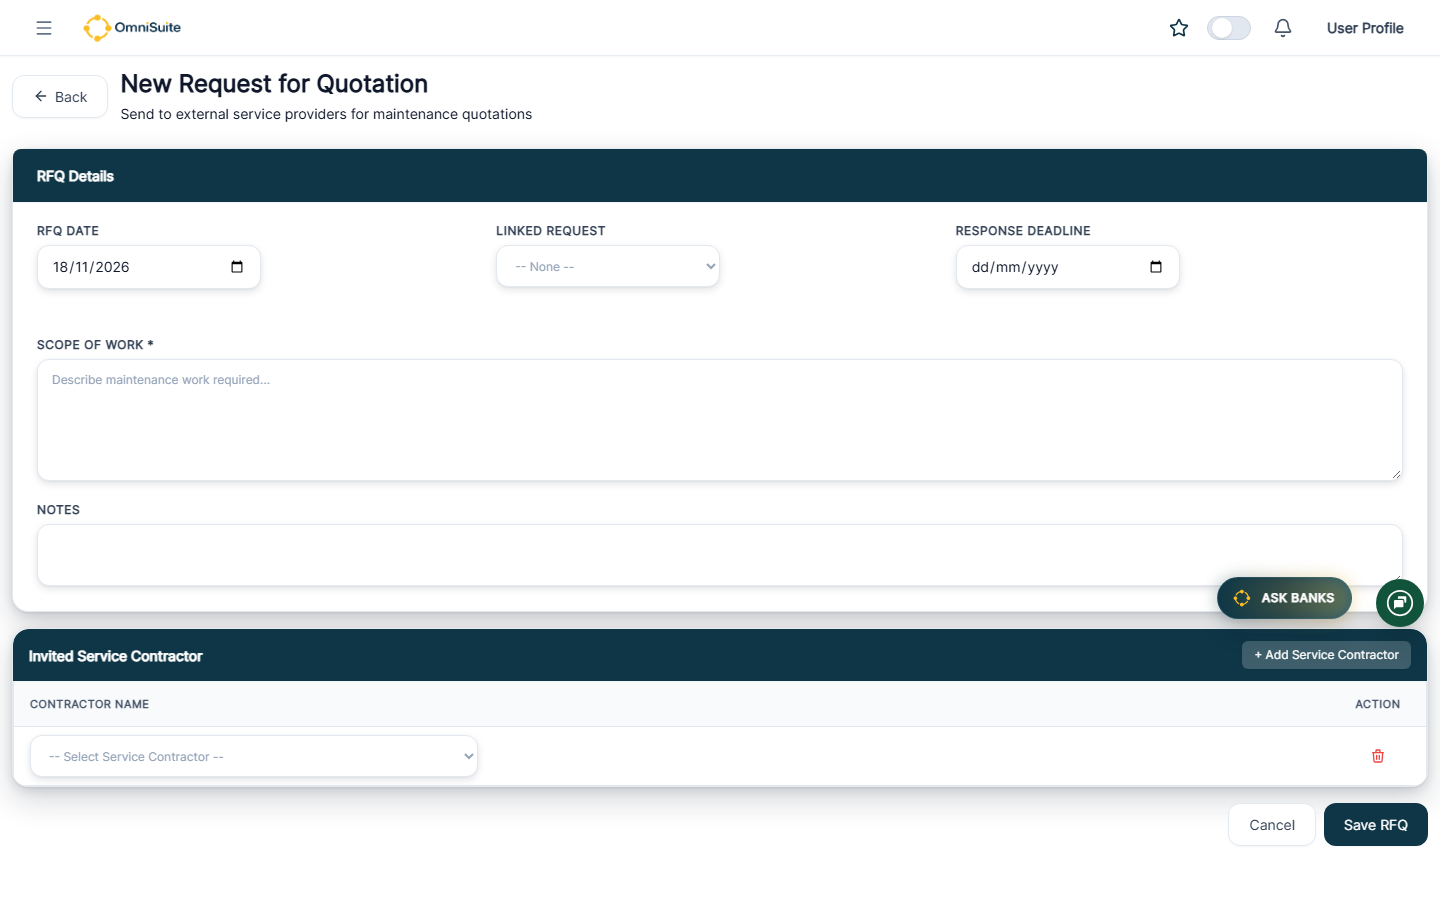 OmniSuite
User Profile
Back
New Request for Quotation
Send to external service providers for maintenance quotations
RFQ Details
RFQ DATE
LINKED REQUEST
RESPONSE DEADLINE
18/11/2026
-- None --
dd/mm/yyyy
SCOPE OF WORK *
Describe maintenance work required...
NOTES
ASK BANKS
Invited Service Contractor
+ Add Service Contractor
CONTRACTOR NAME
ACTION
-- Select Service Contractor --
Cancel
Save RFQ